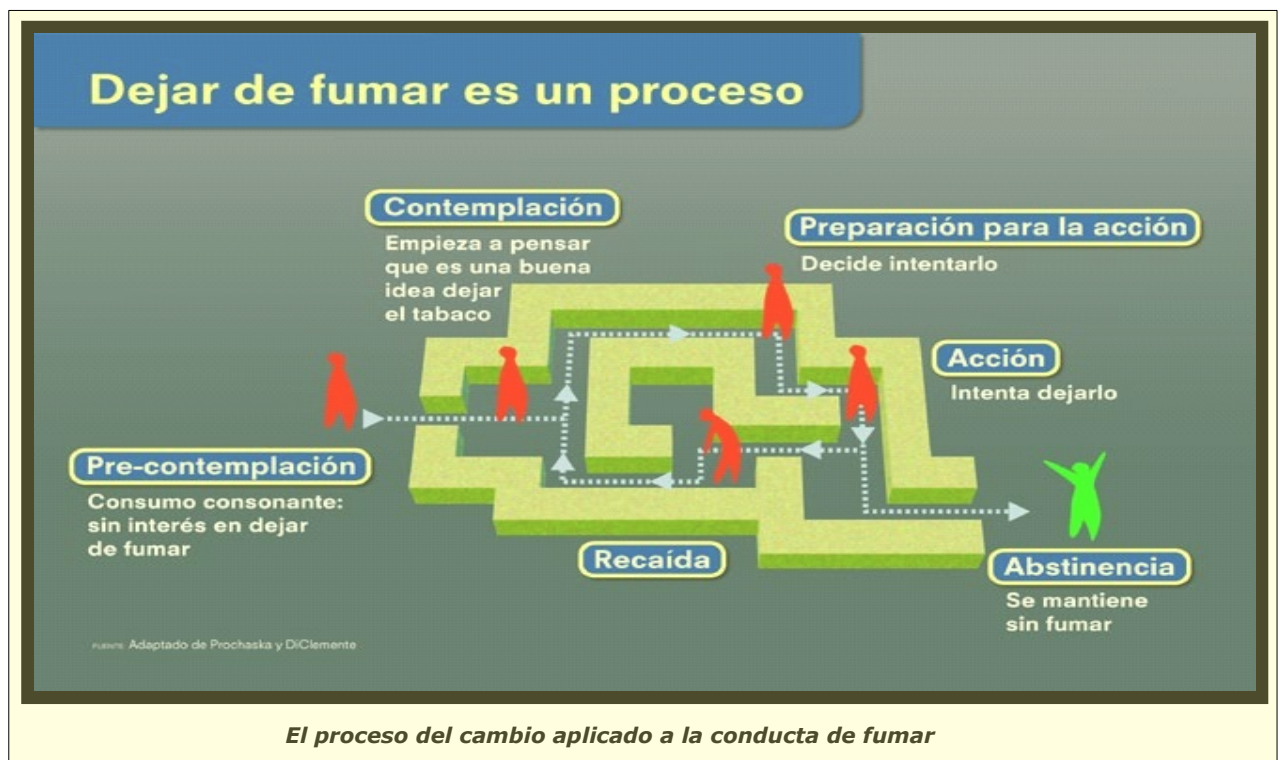 Dejar de fumar es un proceso
Contemplación
Empieza a pensar
que es una buena
idea dejar
el tabaco
Preparación para la acción
Decide intentarlo
Acción
Intenta dejarlo
Pre-contemplación
Consumo consonante:
sin interés en dejar
de fumar
Recaída
Abstinencia
Se mantiene
sin fumar
FUENTE: Adaptado de Prochaska y DiClemente
El proceso del cambio aplicado a la conducta de fumar